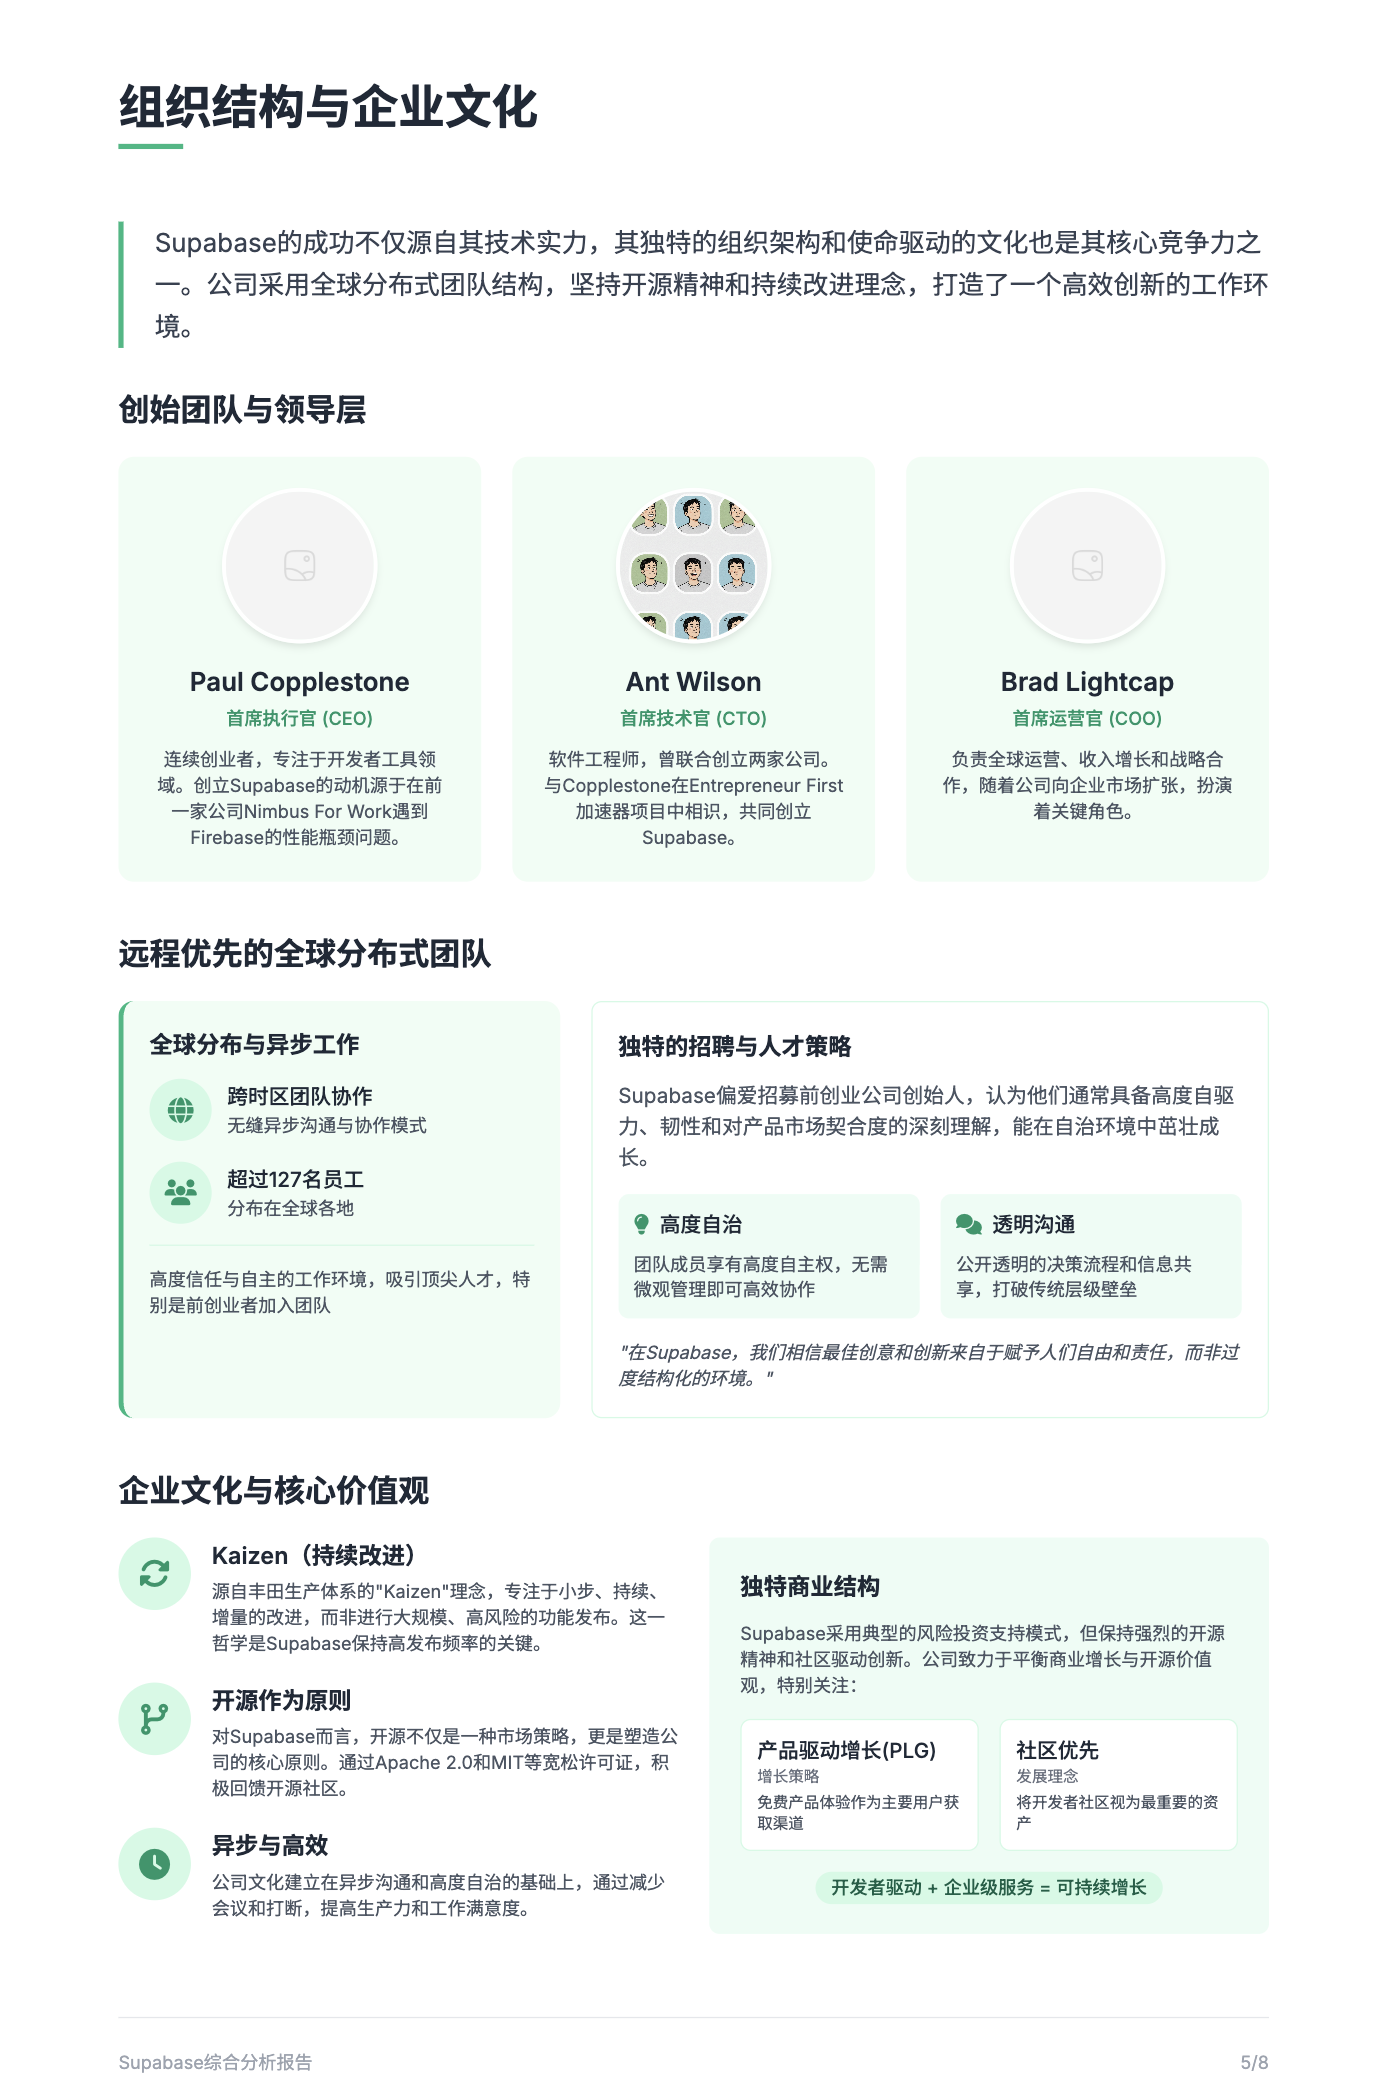 组织结构与企业文化
Supabase的成功不仅源自其技术实力，其独特的组织架构和使命驱动的文化也是其核心竞争力之
一。公司采用全球分布式团队结构，坚持开源精神和持续改进理念，打造了一个高效创新的工作环
境。
创始团队与领导层
Paul Copplestone
首席执行官 (CEO)
连续创业者，专注于开发者工具领
域。创立Supabase的动机源于在前
一家公司Nimbus For Work遇到
Firebase的性能瓶颈问题。
Ant Wilson
首席技术官 (CTO)
软件工程师，曾联合创立两家公司。
与Copplestone在Entrepreneur First
加速器项目中相识，共同创立
Supabase。
Brad Lightcap
首席运营官 (COO)
负责全球运营、收入增长和战略合
作，随着公司向企业市场扩张，扮演
着关键角色。
远程优先的全球分布式团队
全球分布与异步工作
跨时区团队协作
无缝异步沟通与协作模式
超过127名员工
分布在全球各地
高度信任与自主的工作环境，吸引顶尖人才，特
别是前创业者加入团队
独特的招聘与人才策略
Supabase偏爱招募前创业公司创始人，认为他们通常具备高度自驱
力、韧性和对产品市场契合度的深刻理解，能在自治环境中茁壮成
长。
高度自治
团队成员享有高度自主权，无需
微观管理即可高效协作
透明沟通
公开透明的决策流程和信息共
享，打破传统层级壁垒
"在Supabase，我们相信最佳创意和创新来自于赋予人们自由和责任，而非过
度结构化的环境。"
企业文化与核心价值观
Kaizen（持续改进）
源自丰田生产体系的"Kaizen"理念，专注于小步、持续、
增量的改进，而非进行大规模、高风险的功能发布。这一
哲学是Supabase保持高发布频率的关键。
开源作为原则
对Supabase而言，开源不仅是一种市场策略，更是塑造公
司的核心原则。通过Apache 2.0和MIT等宽松许可证，积
极回馈开源社区。
异步与高效
公司文化建立在异步沟通和高度自治的基础上，通过减少
会议和打断，提高生产力和工作满意度。
独特商业结构
Supabase采用典型的风险投资支持模式，但保持强烈的开源
精神和社区驱动创新。公司致力于平衡商业增长与开源价值
观，特别关注：
产品驱动增长(PLG)
增长策略
免费产品体验作为主要用户获
取渠道
社区优先
发展理念
将开发者社区视为最重要的资
产
开发者驱动 + 企业级服务 = 可持续增长
Supabase综合分析报告
5/8